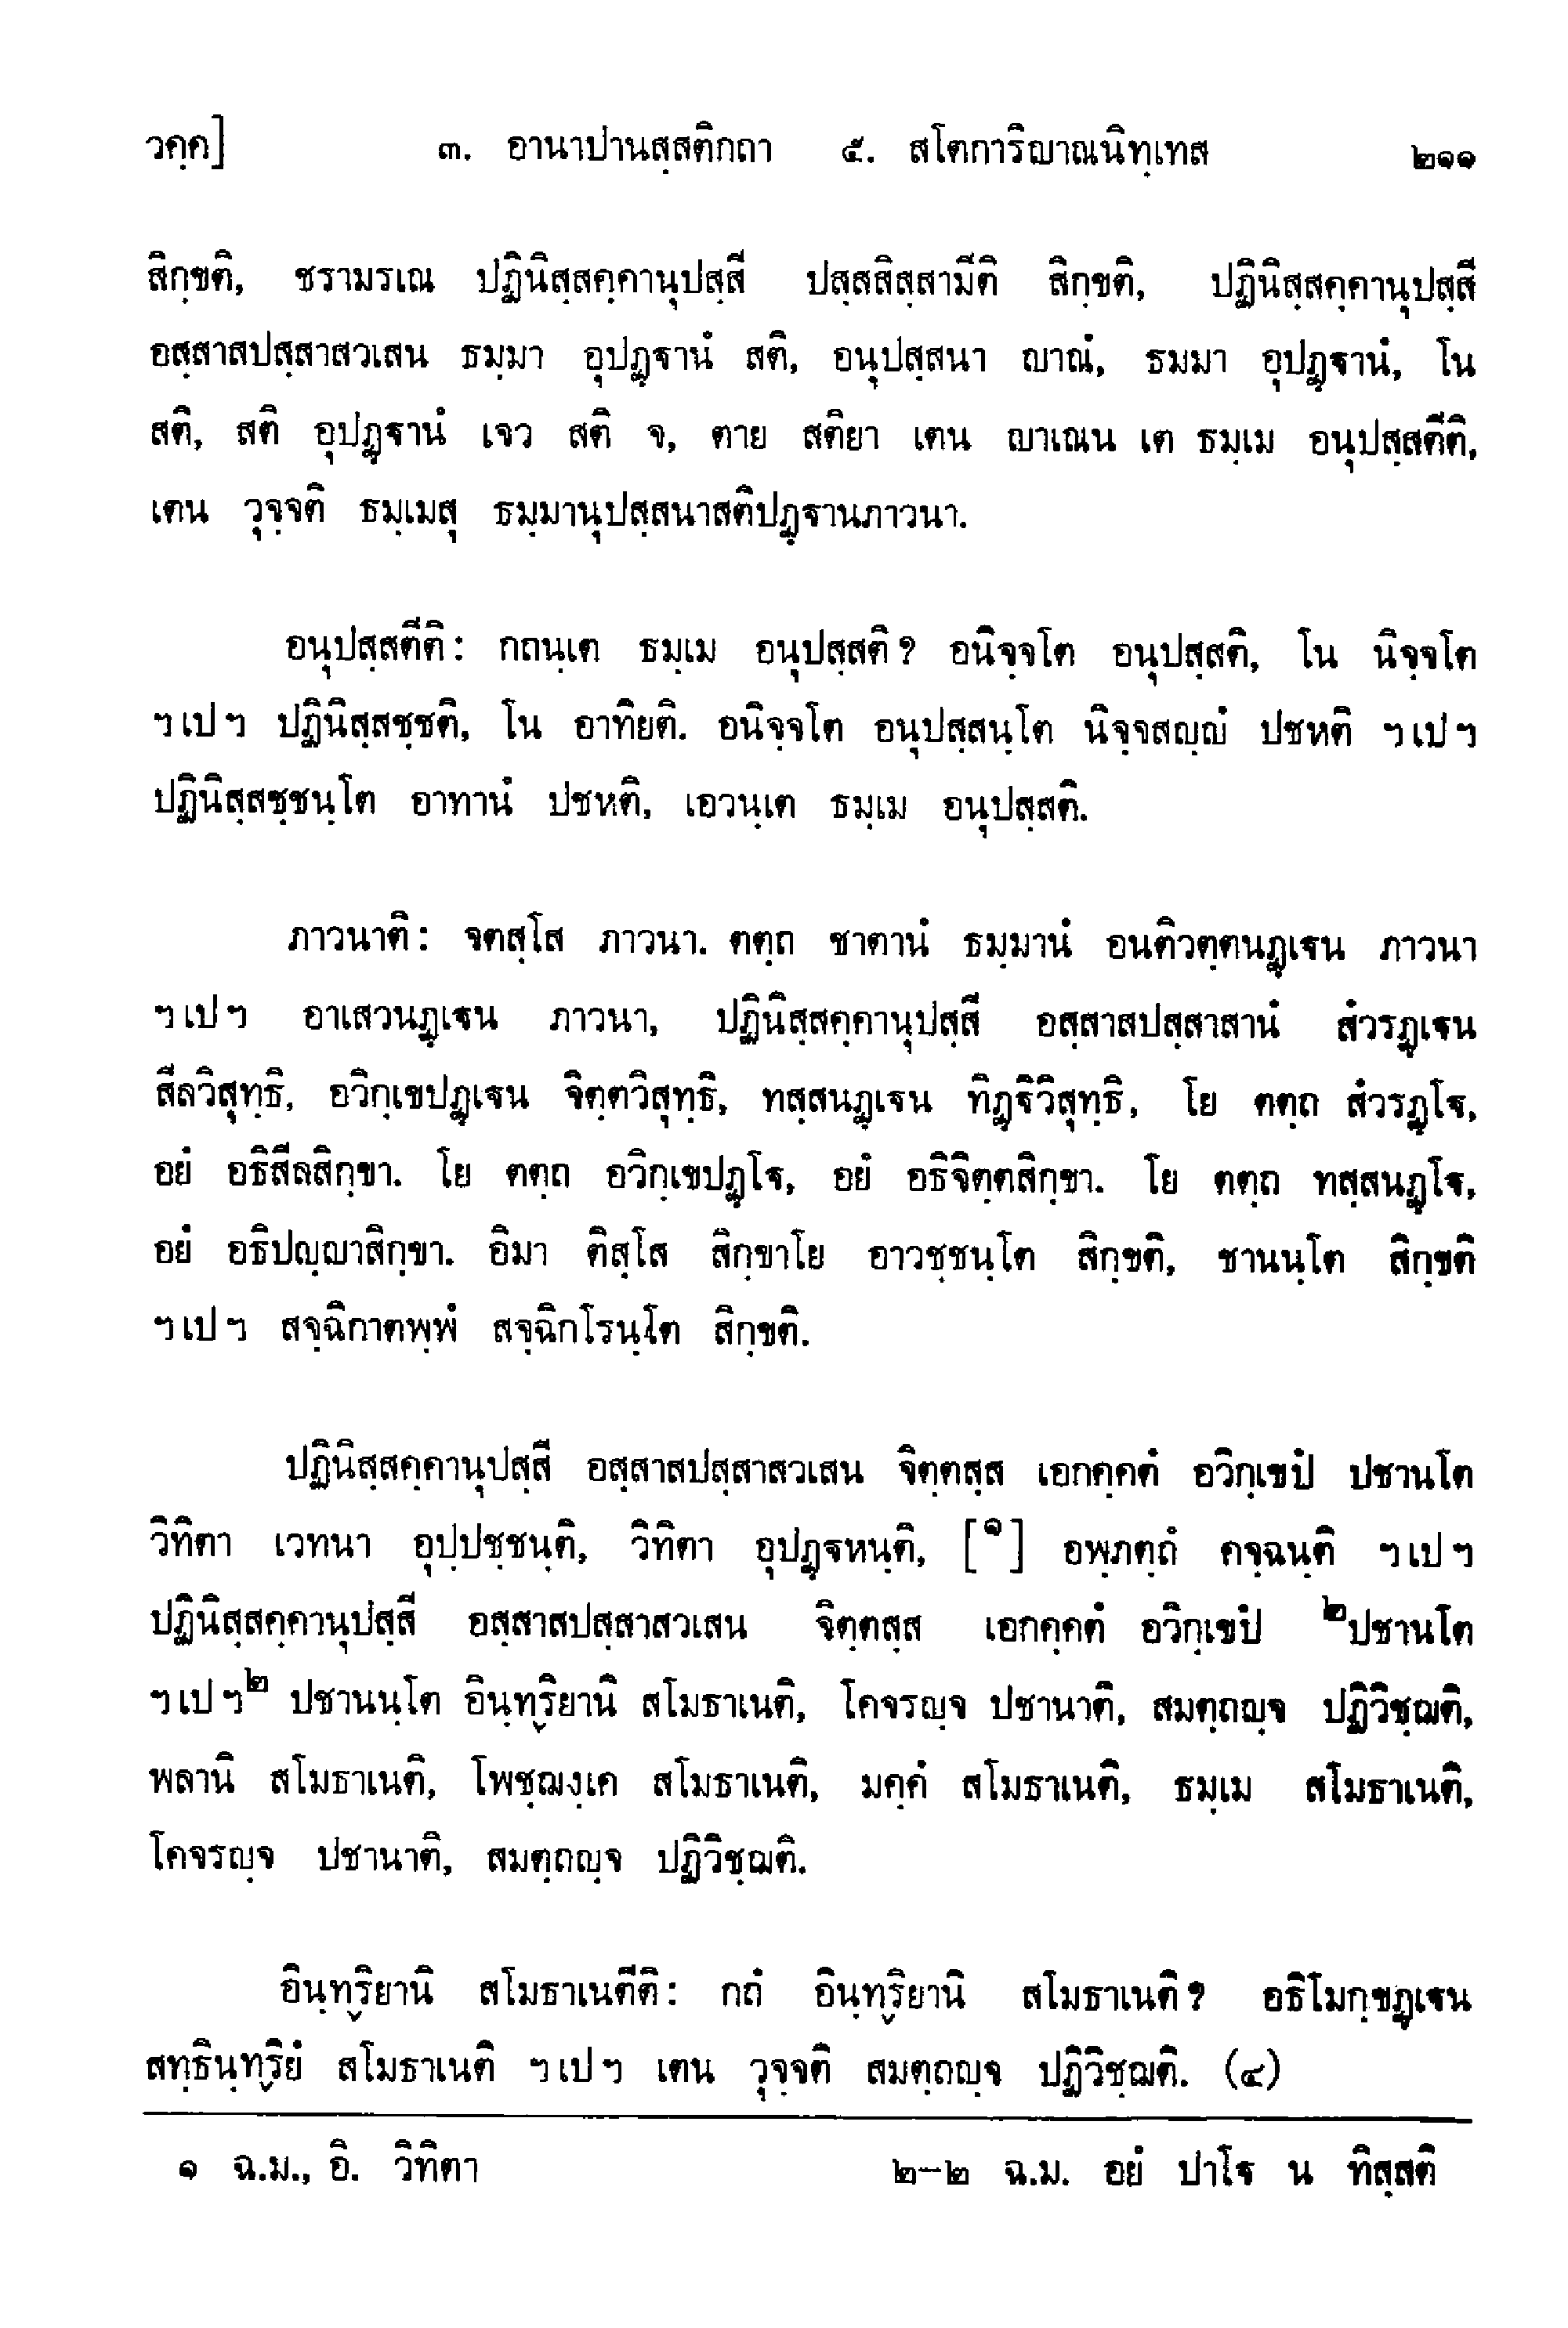 วคฺค]	๓. อานาปานสฺสติกถา ๕. สโตการิญาณนิทฺเทส	๒๑๑
สิกฺขติ, ชรามรเณ ปฏินิสฺสคฺคานุปสฺสี ปสฺสสิสฺสามีติ สิกฺขติ, ปฏินิสฺสคฺคานุปสฺสี
อสฺสาสปสฺสาสวเสน ธมฺมา อุปฏฺฐานํ สติ, อนุปสฺสนา ญาณํ, ธมมา อุปฏฺฐานํ, โน
สติ, สติ อุปฏฺฐานํ เจว สติ จ, ตาย สติยา เตน ญาเณน เต ธมฺเม อนุปสฺสตีติ,
เตน วุจฺจติ ธมฺเมสุ ธมฺมานุปสฺสนาสติปฏฺฐานภาวนา.
อนุปสฺสตีติ: กถนฺเต ธมฺเม อนุปสฺสติ? อนิจฺจโต อนุปสฺสติ, โน นิจฺจโต
ฯเปฯ ปฏินิสฺสชฺชติ, โน อาทิยติ. อนิจฺจโต อนุปสฺสนฺโต นิจฺจสญฺญํ ปชหติ ฯเปฯ
ปฏินิสฺสชฺชนฺโต อาทานํ ปชหติ, เอวนฺเต ธมฺเม อนุปสฺสติ.
ภาวนาติ: จตสฺโส ภาวนา. ตตฺถ ชาตานํ ธมฺมานํ อนติวตฺตนฏฺเฐน ภาวนา
ฯเปฯ อาเสวนฏฺเฐน ภาวนา, ปฏินิสฺสคฺคานุปสฺสี อสฺสาสปสฺสาสานํ สํวรฏฺเฐน
สีลวิสุทฺธิ, อวิกฺเขปฏฺเฐน จิตฺตวิสุทฺธิ, ทสฺสนฏฺเฐน ทิฏฺฐิวิสุทฺธิ, โย ตตฺถ สํวรฏฺโฐ,
อยํ อธิสีลสิกฺขา. โย ตตฺถ อวิกฺเขปฏฺโฐ, อยํ อธิจิตฺตสิกฺขา. โย ตตฺถ ทสฺสนฏฺโฐ,
อยํ อธิปญฺญาสิกฺขา. อิมา ติสฺโส สิกฺขาโย อาวชฺชนฺโต สิกฺขติ, ชานนฺโต สิกฺขติ
ฯเปฯ สจฺฉิกาตพฺพํ สจฺฉิกโรนฺโต สิกฺขติ.
ปฏินิสฺสคฺคานุปสฺสี อสฺสาสปสฺสาสวเสน จิตฺตสฺส เอกคฺคตํ อวิกฺเขปํ ปชานโต
วิทิตา เวทนา อุปฺปชฺชนฺติ, วิทิตา อุปฏฺฐหนฺติ, [๑] อพฺภตฺถํ คจฺฉนฺติ ฯเปฯ
ปฏินิสฺสคฺคานุปสฺสี อสฺสาสปสฺสาสวเสน จิตฺตสฺส เอกคฺคตํ อวิกฺเขปํ ๒ปชานโต
ฯเปฯ๒ ปชานนฺโต อินฺทฺริยานิ สโมธาเนติ, โคจรญฺจ ปชานาติ, สมตฺถญฺจ ปฏิวิชฺฌติ,
พลานิ สโมธาเนติ, โพชฺฌงฺเค สโมธาเนติ, มคฺคํ สโมธาเนติ, ธมฺเม สโมธาเนติ,
โคจรญฺจ ปชานาติ, สมตฺถญฺจ ปฏิวิชฺฌติ.
อินฺทฺริยานิ สโมธาเนตีติ: กถํ อินฺทฺริยานิ สโมธาเนติ? อธิโมกฺขฏฺเฐน
สทฺธินฺทฺริยํ สโมธาเนติ ฯเปฯ เตน วุจฺจติ สมตฺถญฺจ ปฏิวิชฺฌติ. (๔)
๑ ฉ.ม., อิ. วิทิตา	๒-๒ ฉ.ม. อยํ ปาโฐ น ทิสฺสติ